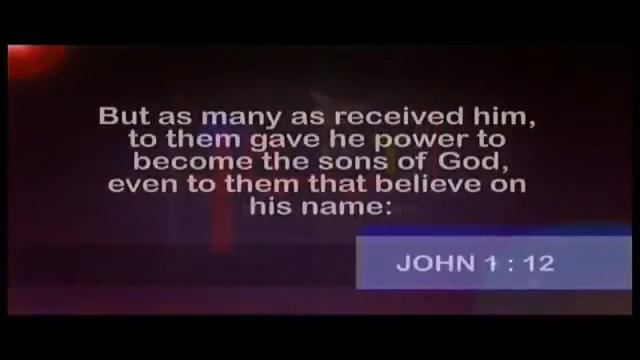 But as many as received him,
to them gave he power to
become the sons of God,
even to them that believe on
his name:
JOHN 1 : 12